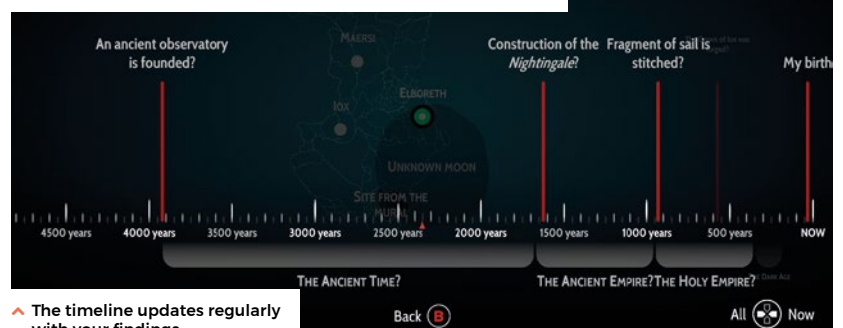 An ancient observatory
is founded?
Construction of the
Nightingale?
Fragment of sail is
stitched?
My birth
MAERSI
ELBORETH
IOX
UNKNOWN MOON
SITE FROM THE
MURAL
4500 years
4000 years
3500 years
3000 years
2500 years
2000 years
1500 years
1000 years
500 years
NOW
THE ANCIENT TIME?
THE ANCIENT EMPIRE?
THE HOLY EMPIRE?
DARK AGE
The timeline updates regularly
with your findings
Back B
All
Now